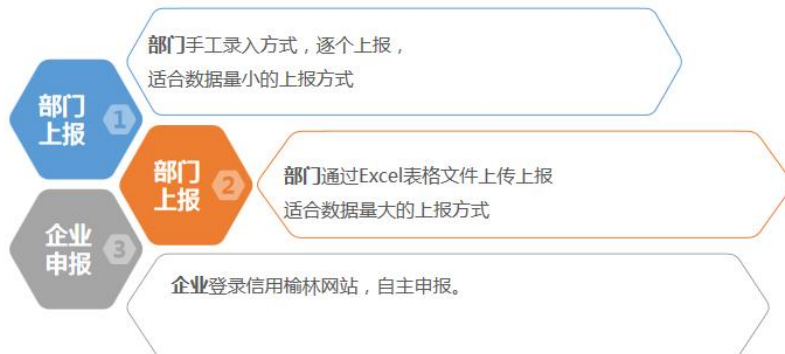 部门手工录入方式，逐个上报，
适合数据量小的上报方式
部门
上报
1
部门
上报
2
部门通过Excel表格文件上传上报
适合数据量大的上报方式
企业
申报
3
企业登录信用榆林网站，自主申报。